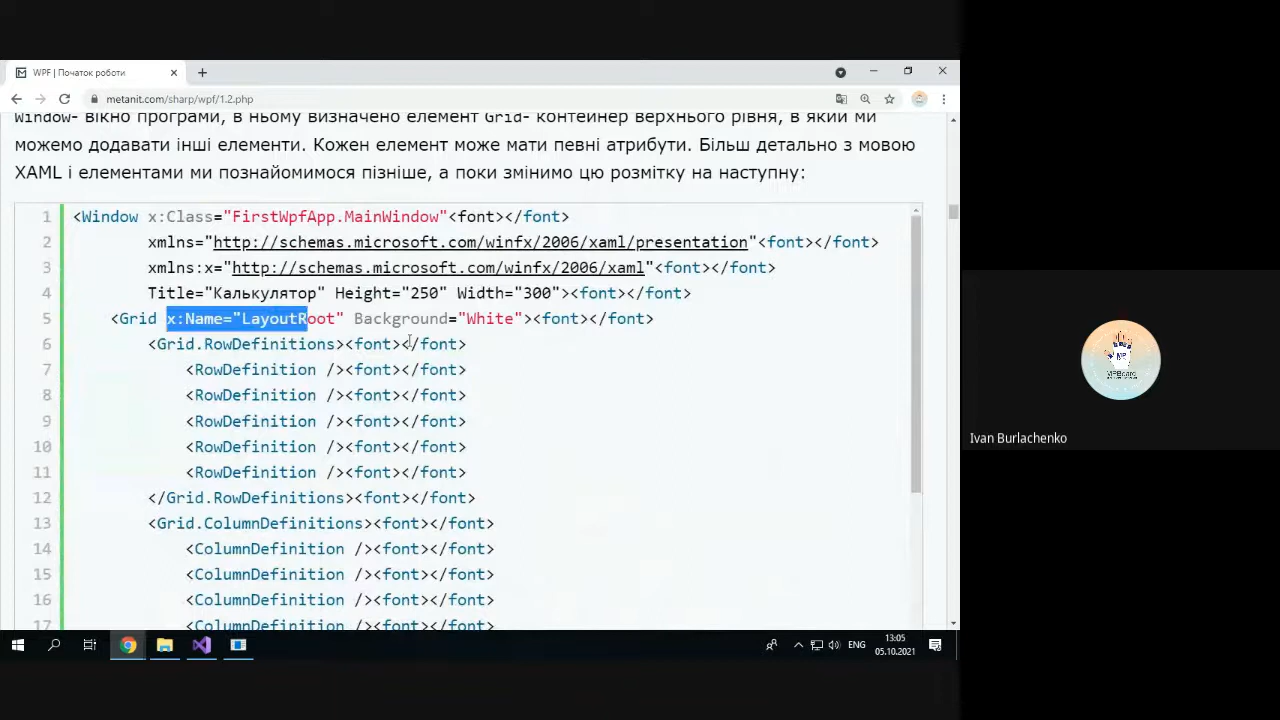 WPF | Початок роботи
metanit.com/sharp/wpf/1.2.php
Window- вікно програми, в ньому визначено елемент Grid- контейнер верхнього рівня, в який ми
можемо додавати інші елементи. Кожен елемент може мати певні атрибути. Більш детально з мовою
XAML і елементами ми познайомимося пізніше, а поки змінимо цю розмітку на наступну:
1 <Window x:Class="FirstWpfApp.MainWindow"<font></font>
2 xmlns="http://schemas.microsoft.com/winfx/2006/xaml/presentation"<font></font>
3 xmlns:x="http://schemas.microsoft.com/winfx/2006/xaml"<font></font>
4 Title="Калькулятор" Height="250" Width="300"><font></font>
5 <Grid x:Name="LayoutRoot" Background="White"><font></font>
6 <Grid.RowDefinitions><font></font>
7 <RowDefinition /><font></font>
8 <RowDefinition /><font></font>
9 <RowDefinition /><font></font>
10 <RowDefinition /><font></font>
11 <RowDefinition /><font></font>
12 </Grid.RowDefinitions><font></font>
13 <Grid.ColumnDefinitions><font></font>
14 <ColumnDefinition /><font></font>
15 <ColumnDefinition /><font></font>
16 <ColumnDefinition /><font></font>
17 <ColumnDefinition /><font></font>
ENG
13:05
05.10.2021
Ivan Burlachenko